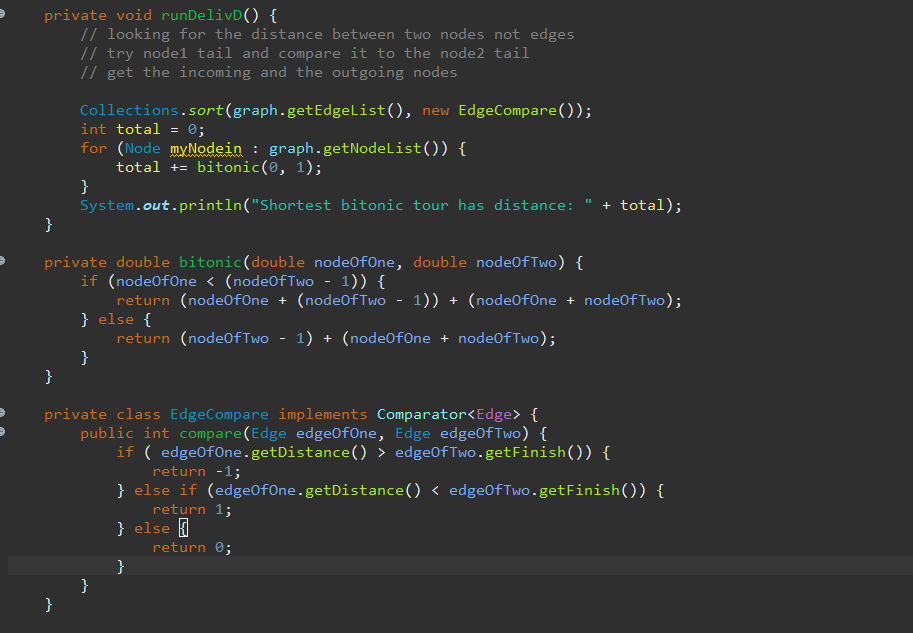 private void runDelivD() {
// looking for the distance between two nodes not edges
// try node1 tail and compare it to the node2 tail
// get the incoming and the outgoing nodes
Collections.sort(graph.getEdgeList(), new EdgeCompare());
int total = 0;
for (Node myNodein : graph.getNodeList()) {
total += bitonic(0, 1);
}
System.out.println("Shortest bitonic tour has distance: " + total);
}
private double bitonic(double nodeOfOne, double nodeOfTwo) {
if (nodeOfOne < (nodeOfTwo - 1)) {
return (nodeOfOne + (nodeOfTwo - 1)) + (nodeOfOne + nodeOfTwo);
} else {
return (nodeOfTwo - 1) + (nodeOfOne + nodeOfTwo);
}
}
private class EdgeCompare implements Comparator<Edge> {
public int compare(Edge edgeOfOne, Edge edgeOfTwo) {
if ( edgeOfOne.getDistance() > edgeOfTwo.getFinish()) {
return -1;
} else if (edgeOfOne.getDistance() < edgeOfTwo.getFinish()) {
return 1;
} else {
return 0;
}
}
}